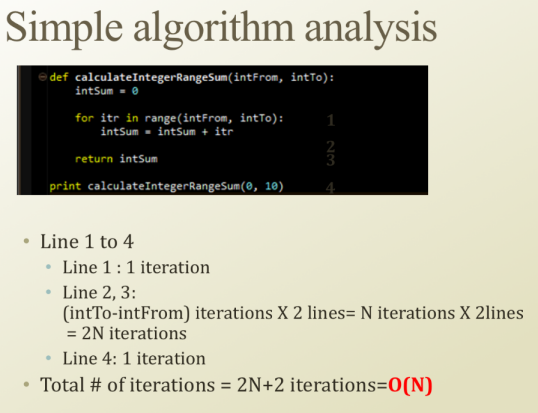 Simple algorithm analysis
def calculateIntegerRangeSum(intFrom, intTo):
intSum = 0
for itr in range(intFrom, intTo):
1
intSum = intSum + itr
2
return intSum
3
print calculateIntegerRangeSum(0, 10)
4
• Line 1 to 4
• Line 1 : 1 iteration
• Line 2, 3:
(intTo-intFrom) iterations X 2 lines= N iterations X 2lines
= 2N iterations
• Line 4: 1 iteration
• Total # of iterations = 2N+2 iterations=O(N)